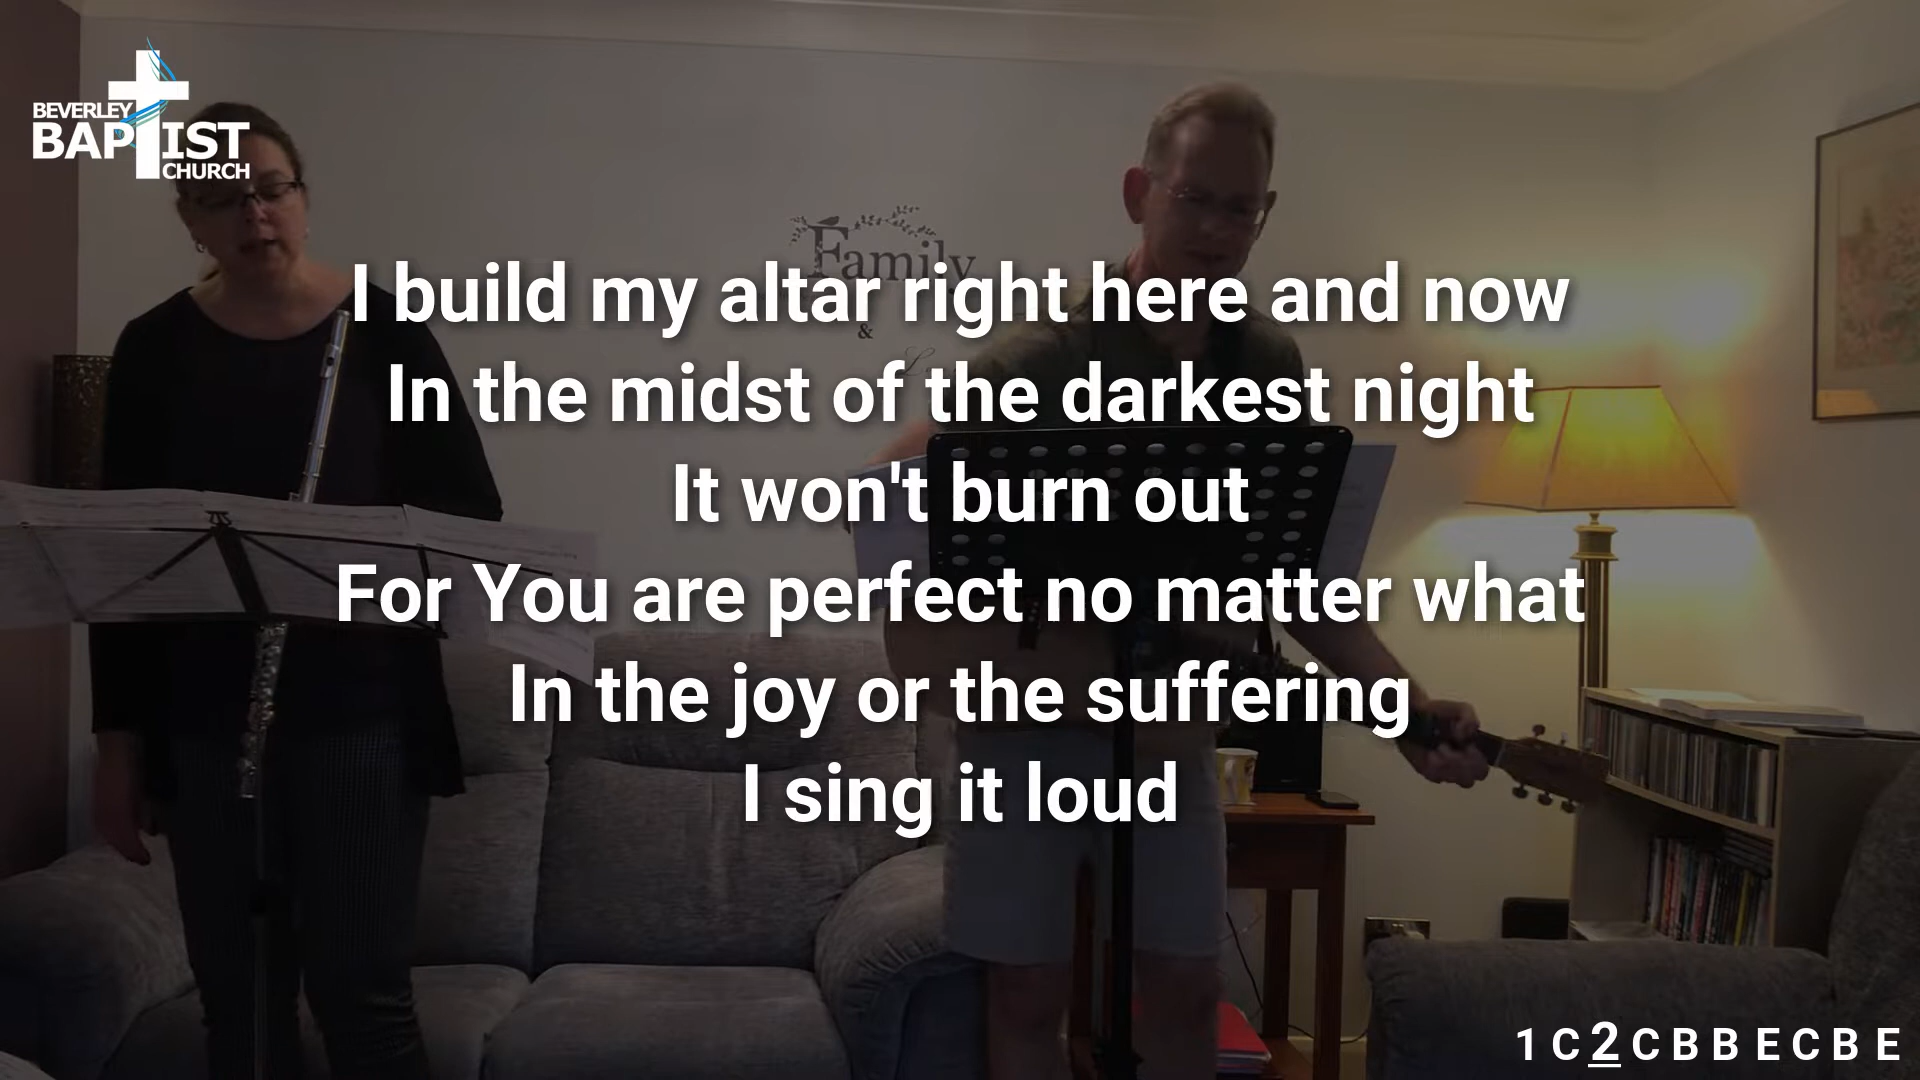 BEVERLEY
BAPTIST
CHURCH
Family
&
I build my altar right here and now
In the midst of the darkest night
It won't burn out
For You are perfect no matter what
In the joy or the suffering
I sing it loud
1 C 2 C B B E C B E